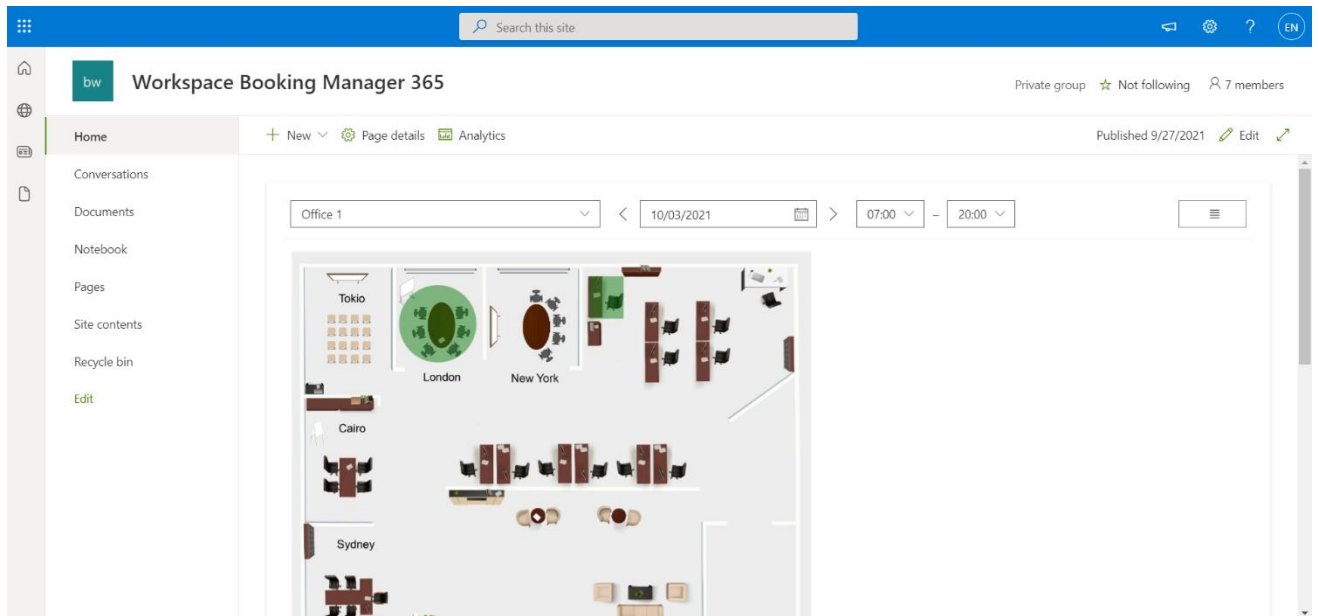 Search this site
?
EN
bw
Workspace Booking Manager 365
Private group
Not following
7 members
Home
Conversations
Documents
Notebook
Pages
Site contents
Recycle bin
Edit
New
Page details
Analytics
Published 9/27/2021
Edit
Office 1
10/03/2021
07:00
–
20:00
Tokio
London
New York
Cairo
Sydney